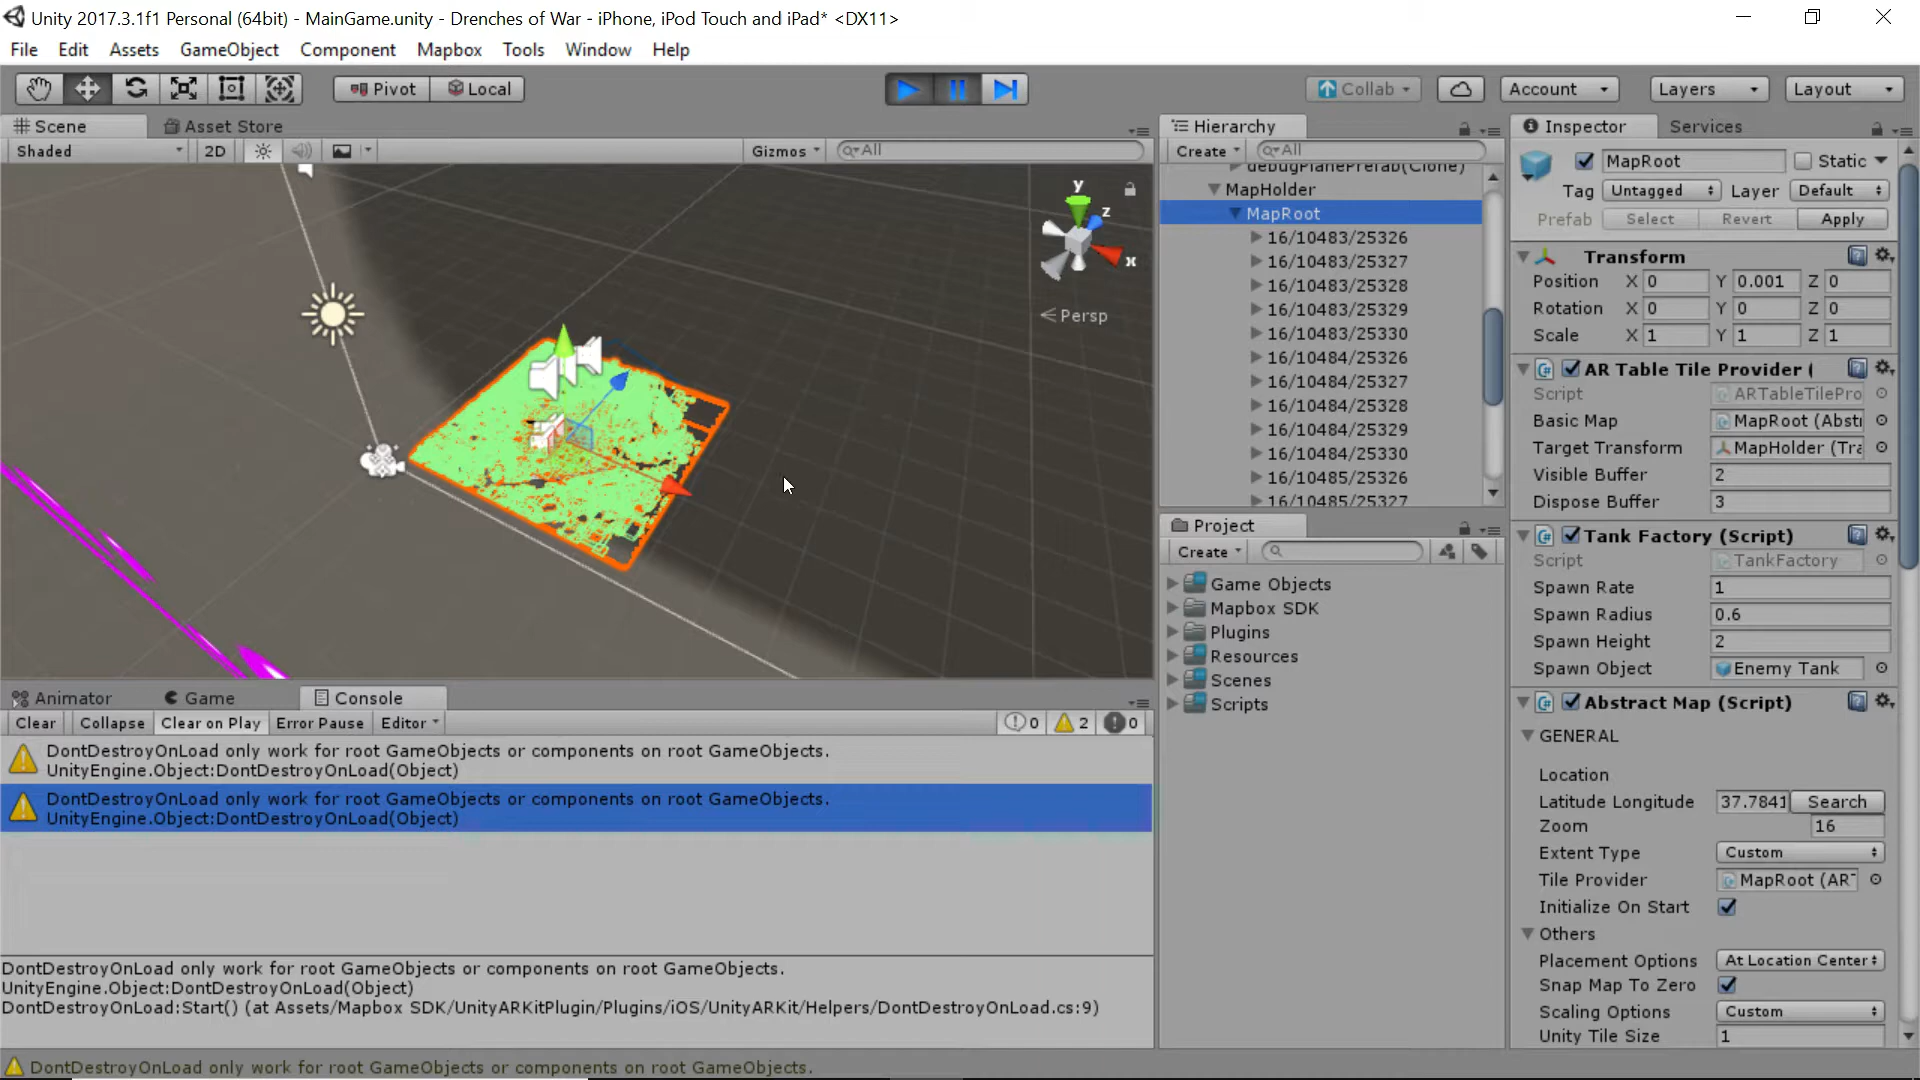 Unity 2017.3.1f1 Personal (64bit) - MainGame.unity - Drenches of War - iPhone, iPod Touch and iPad* <DX11>
File Edit Assets GameObject Component Mapbox Tools Window Help
Pivot Local Collab Account Layers Layout
Scene Asset Store
Shaded 2D Gizmos All
y
z
x
Persp
Hierarchy
Create All
debugPlanePrefab(Clone)
MapHolder
MapRoot
16/10483/25326
16/10483/25327
16/10483/25328
16/10483/25329
16/10483/25330
16/10484/25326
16/10484/25327
16/10484/25328
16/10484/25329
16/10484/25330
16/10485/25326
16/10485/25327
Project
Create
Game Objects
Mapbox SDK
Plugins
Resources
Scenes
Scripts
Inspector Services
MapRoot Static
Tag Untagged Layer Default
Prefab Select Revert Apply
Transform
Position X 0 Y 0.001 Z 0
Rotation X 0 Y 0 Z 0
Scale X 1 Y 1 Z 1
AR Table Tile Provider (
Script ARTableTilePro
Basic Map MapRoot (Abst
Target Transform MapHolder (Tra
Visible Buffer 2
Dispose Buffer 3
Tank Factory (Script)
Script TankFactory
Spawn Rate 1
Spawn Radius 0.6
Spawn Height 2
Spawn Object Enemy Tank
Abstract Map (Script)
GENERAL
Location
Latitude Longitude 37.7841 Search
Zoom 16
Extent Type Custom
Tile Provider MapRoot (AR
Initialize On Start
Others
Placement Options At Location Center
Snap Map To Zero
Scaling Options Custom
Unity Tile Size 1
Animator Game Console
Clear Collapse Clear on Play Error Pause Editor 0 2 0
DontDestroyOnLoad only work for root GameObjects or components on root GameObjects.
UnityEngine.Object:DontDestroyOnLoad(Object)
DontDestroyOnLoad only work for root GameObjects or components on root GameObjects.
UnityEngine.Object:DontDestroyOnLoad(Object)
DontDestroyOnLoad only work for root GameObjects or components on root GameObjects.
UnityEngine.Object:DontDestroyOnLoad(Object)
DontDestroyOnLoad:Start() (at Assets/Mapbox SDK/UnityARKitPlugin/Plugins/iOS/UnityARKit/Helpers/DontDestroyOnLoad.cs:9)
DontDestroyOnLoad only work for root GameObjects or components on root GameObjects.